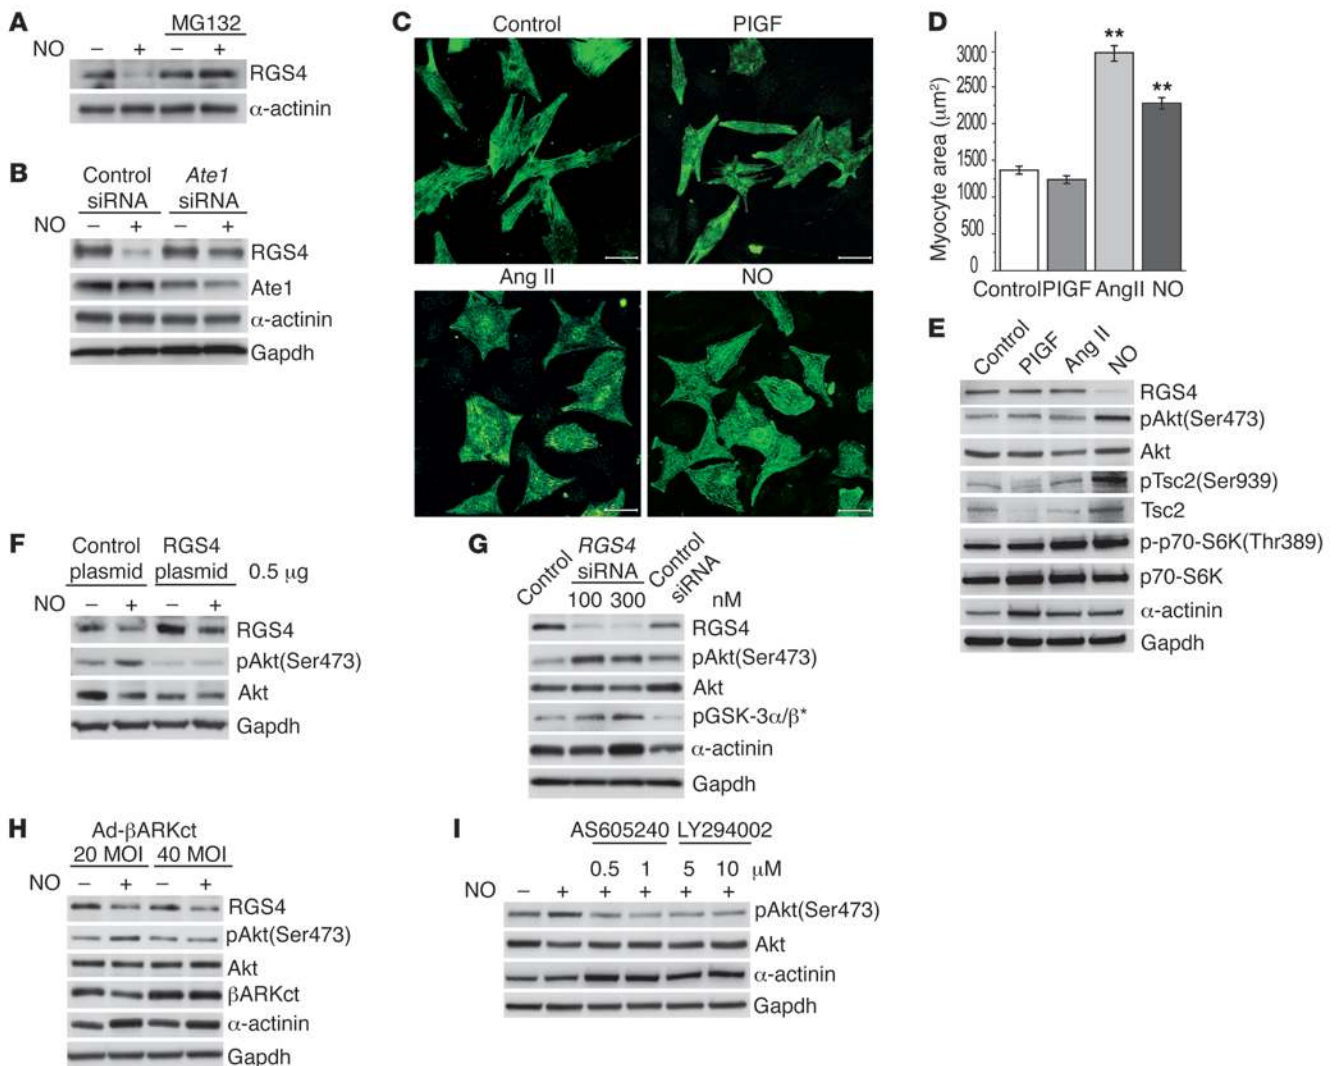 A
MG132
NO − + − +
RGS4
α-actinin
B
Control siRNA
Ate1 siRNA
NO − + − +
RGS4
Ate1
α-actinin
Gapdh
C
Control
PIGF
Ang II
NO
D
Myocyte area (μm²)
3000
2500
2000
1500
1000
500
0
Control PIGF AngII NO
**
**
E
Control PIGF Ang II NO
RGS4
pAkt(Ser473)
Akt
pTsc2(Ser939)
Tsc2
p-p70-S6K(Thr389)
p70-S6K
α-actinin
Gapdh
F
Control plasmid
RGS4 plasmid
0.5 μg
NO − + − +
RGS4
pAkt(Ser473)
Akt
Gapdh
G
Control
RGS4 siRNA
Control siRNA
100 300 nM
RGS4
pAkt(Ser473)
Akt
pGSK-3α/β*
α-actinin
Gapdh
H
Ad-βARKct
20 MOI 40 MOI
NO − + − +
RGS4
pAkt(Ser473)
Akt
βARKct
α-actinin
Gapdh
I
AS605240 LY294002
0.5 1 5 10 μM
NO − + + + + +
pAkt(Ser473)
Akt
α-actinin
Gapdh